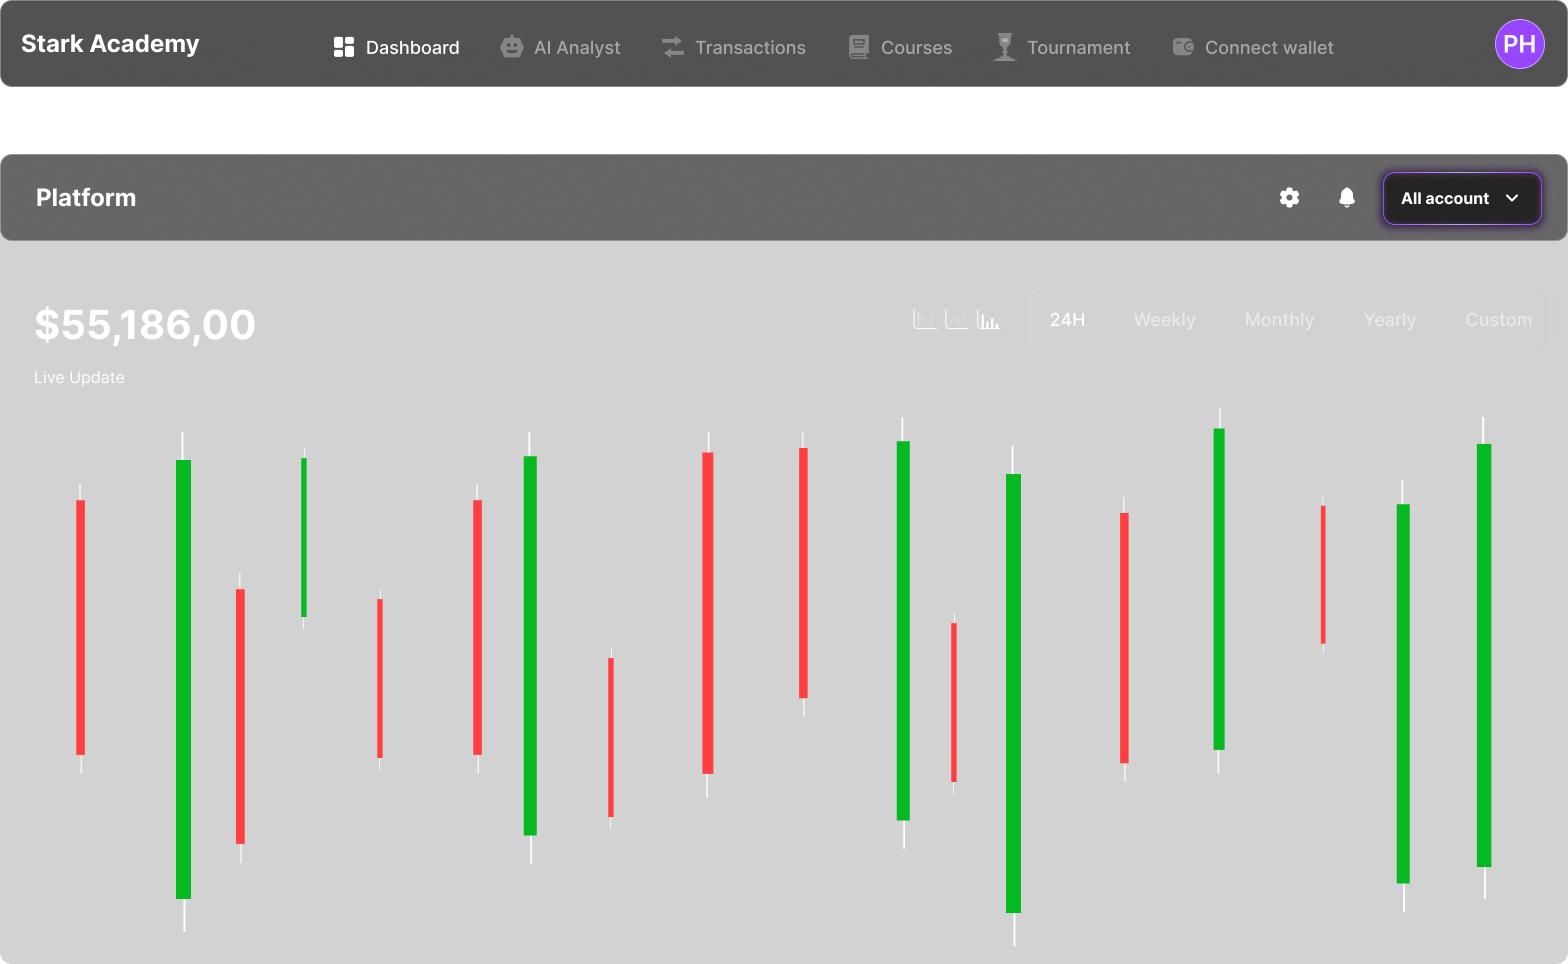 Stark Academy
Dashboard
AI Analyst
Transactions
Courses
Tournament
Connect wallet
PH
Platform
All account
$55,186,00
24H
Weekly
Monthly
Yearly
Custom
Live Update